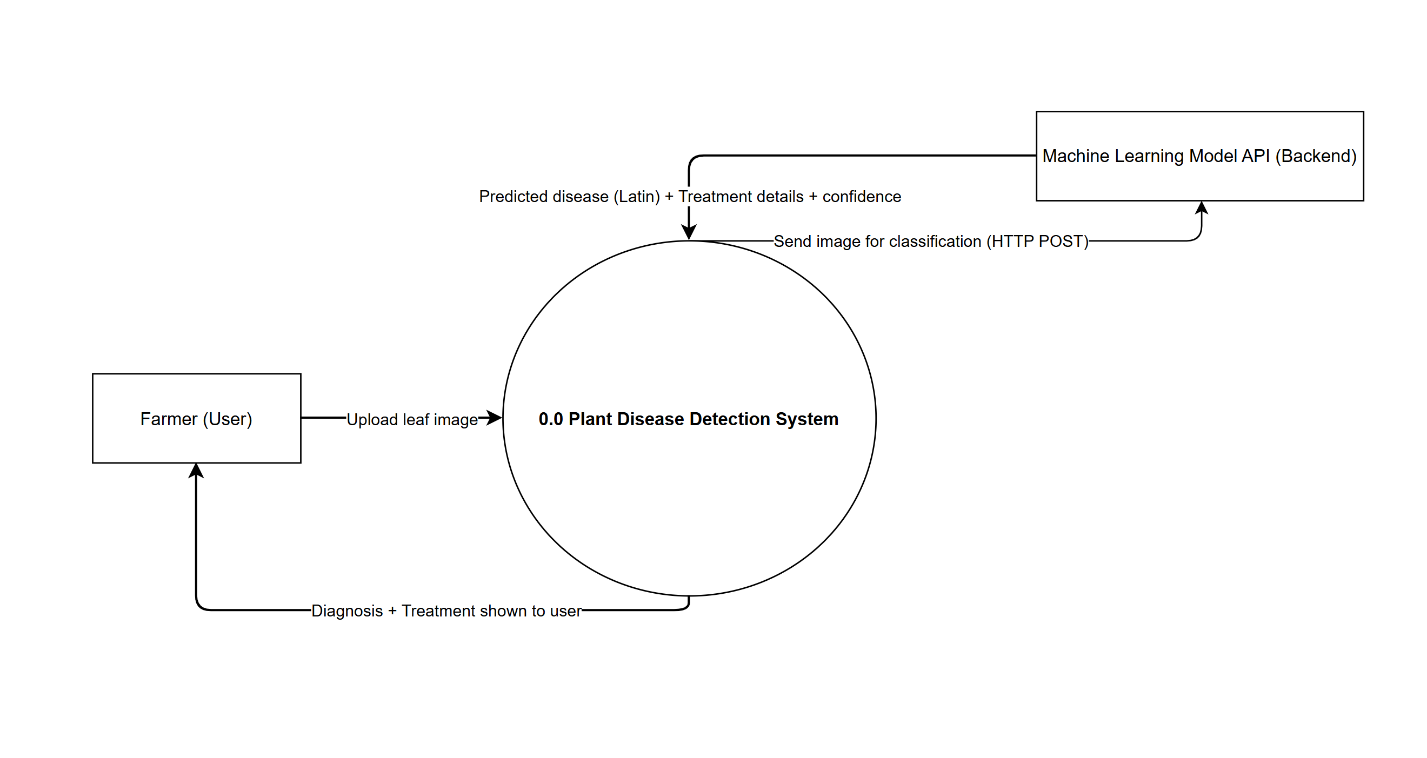 Machine Learning Model API (Backend)
Predicted disease (Latin) + Treatment details + confidence
Send image for classification (HTTP POST)
Farmer (User)
Upload leaf image
0.0 Plant Disease Detection System
Diagnosis + Treatment shown to user